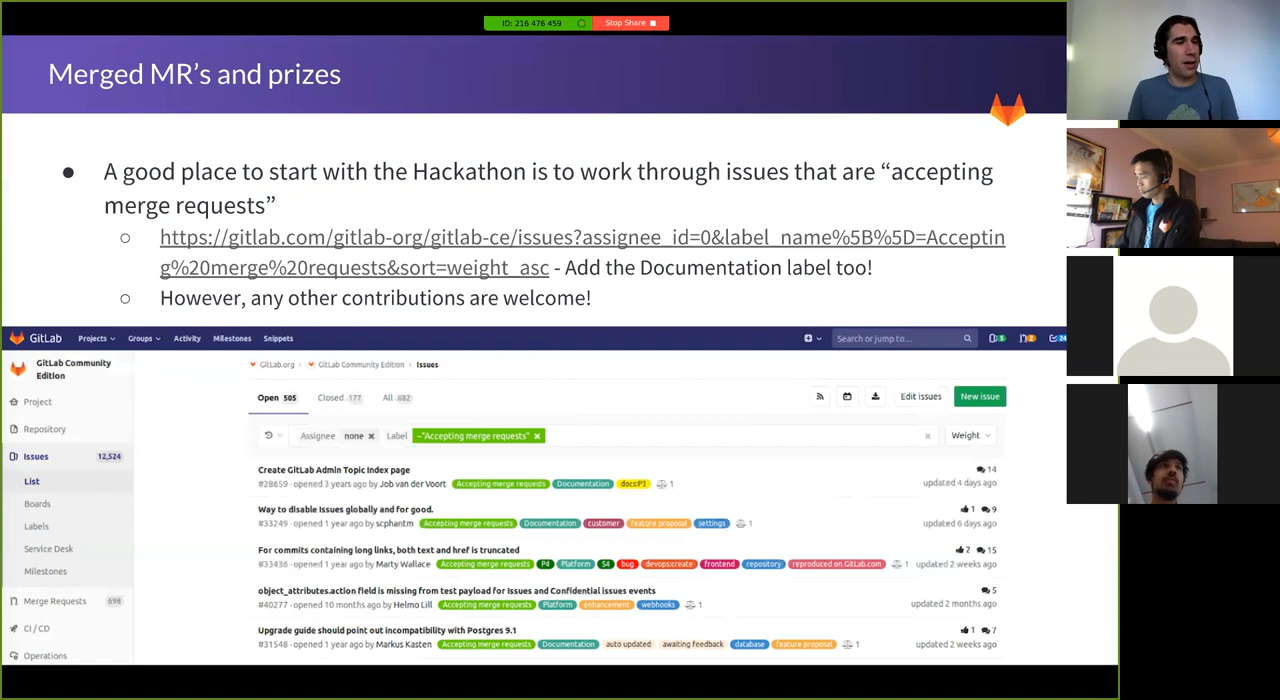 ID: 216 476 459 Stop Share
Merged MR’s and prizes
● A good place to start with the Hackathon is to work through issues that are “accepting
merge requests”
○ https://gitlab.com/gitlab-org/gitlab-ce/issues?assignee_id=0&label_name%5B%5D=Acceptin
g%20merge%20requests&sort=weight_asc - Add the Documentation label too!
○ However, any other contributions are welcome!
GitLab Projects Groups Activity Milestones Snippets Search or jump to... 5 2 24
GitLab Community
Edition
Project
Repository
Issues 12,524
List
Boards
Labels
Service Desk
Milestones
Merge Requests 698
CI / CD
Operations
GitLab.org › GitLab Community Edition › Issues
Open 505 Closed 177 All 682 Edit issues New issue
Assignee none × Label ~"Accepting merge requests" × × Weight
Create GitLab Admin Topic Index page 14
#28659 · opened 3 years ago by Job van der Voort Accepting merge requests Documentation docs:P3 1 updated 4 days ago
Way to disable Issues globally and for good. 1 9
#33249 · opened 1 year ago by scphantm Accepting merge requests Documentation customer feature proposal settings 1 updated 6 days ago
For commits containing long links, both text and href is truncated 2 15
#33436 · opened 1 year ago by Marty Wallace Accepting merge requests P4 Platform S4 bug devops:create frontend repository reproduced on GitLab.com 1 updated 2 weeks ago
object_attributes.action field is missing from test payload for Issues and Confidential issues events 5
#40277 · opened 10 months ago by Helmo Lill Accepting merge requests Platform enhancement webhooks 1 updated 2 months ago
Upgrade guide should point out incompatibility with Postgres 9.1 1 7
#31548 · opened 1 year ago by Markus Kasten Accepting merge requests Documentation auto updated awaiting feedback database feature proposal 1 updated 2 weeks ago